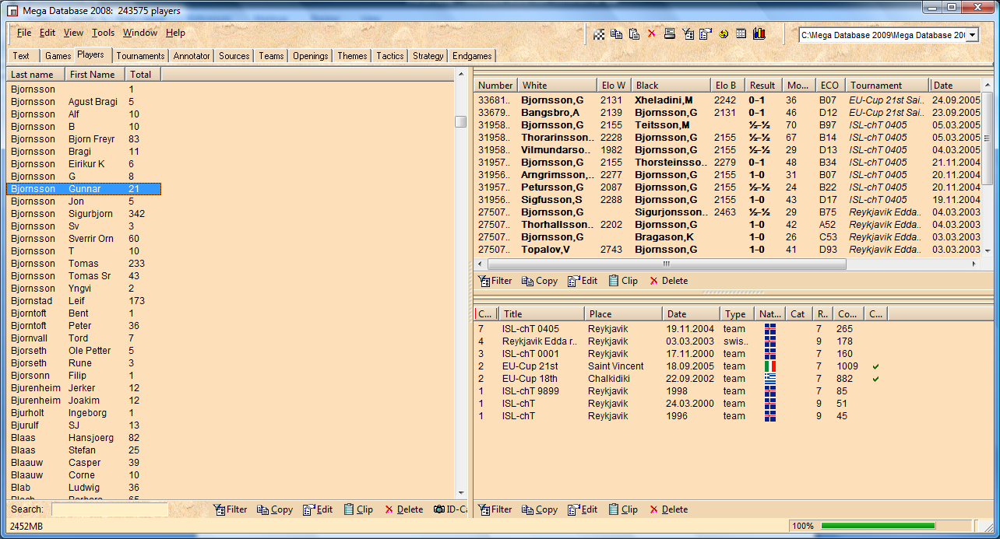 Mega Database 2008: 243575 players
File Edit View Tools Window Help
C:\Mega Database 2009\Mega Database 20
Text Games Players Tournaments Annotator Sources Teams Openings Themes Tactics Strategy Endgames
Last name First Name Total
Bjornsson 1
Bjornsson Agust Bragi 5
Bjornsson Alf 10
Bjornsson B 10
Bjornsson Bjorn Freyr 83
Bjornsson Bragi 11
Bjornsson Eirikur K 6
Bjornsson G 8
Bjornsson Gunnar 21
Bjornsson Jon 5
Bjornsson Sigurbjorn 342
Bjornsson Sv 3
Bjornsson Sverrir Orn 60
Bjornsson T 10
Bjornsson Tomas 233
Bjornsson Tomas Sr 43
Bjornsson Yngvi 2
Bjornstad Leif 173
Bjorntoft Bent 1
Bjorntoft Peter 36
Bjornvall Tord 7
Bjorseth Ole Petter 5
Bjorseth Rune 3
Bjorsonn Filip 1
Bjurenheim Jerker 12
Bjurenheim Joakim 12
Bjurholt Ingeborg 1
Bjurulf SJ 13
Blaas Hansjoerg 82
Blaas Stefan 25
Blaauw Casper 39
Blaauw Corne 10
Blab Ludwig 36
Search: Filter Copy Edit Clip Delete ID-Ca
2452MB
Number White Elo W Black Elo B Result Mo... ECO Tournament Date
33681.. Bjornsson,G 2131 Xheladini,M 2242 0-1 36 B07 EU-Cup 21st Sai.. 24.09.2005
33679.. Bangsbro,A 2139 Bjornsson,G 2131 0-1 46 D12 EU-Cup 21st Sai.. 23.09.2005
31958.. Bjornsson,G 2155 Teitsson,M ½-½ 70 B97 ISL-chT 0405 05.03.2005
31958.. Thorarinsson.. 2228 Bjornsson,G 2155 ½-½ 67 B14 ISL-chT 0405 05.03.2005
31958.. Vilmundarso.. 1982 Bjornsson,G 2155 ½-½ 29 D13 ISL-chT 0405 04.03.2005
31957.. Bjornsson,G 2155 Thorsteinsso.. 2279 0-1 48 B34 ISL-chT 0405 21.11.2004
31956.. Arngrimsson,.. 2277 Bjornsson,G 2155 1-0 31 B07 ISL-chT 0405 20.11.2004
31957.. Petursson,G 2087 Bjornsson,G 2155 ½-½ 24 B22 ISL-chT 0405 20.11.2004
31956.. Sigfusson,S 2288 Bjornsson,G 2155 1-0 43 D17 ISL-chT 0405 19.11.2004
27507.. Bjornsson,G Sigurjonsson.. 2463 ½-½ 29 B75 Reykjavik Edda.. 04.03.2003
27507.. Thorhallsson.. 2202 Bjornsson,G 1-0 42 A52 Reykjavik Edda.. 04.03.2003
27507.. Bjornsson,G Bragason,K 1-0 26 C53 Reykjavik Edda.. 03.03.2003
27507.. Topalov,V 2743 Bjornsson,G 1-0 41 D93 Reykjavik Edda.. 03.03.2003
Filter Copy Edit Clip Delete
C... Title Place Date Type Nat... Cat R.. Co... C...
7 ISL-chT 0405 Reykjavik 19.11.2004 team 7 265
4 Reykjavik Edda r.. Reykjavik 03.03.2003 swis.. 9 178
3 ISL-chT 0001 Reykjavik 17.11.2000 team 7 160
2 EU-Cup 21st Saint Vincent 18.09.2005 team 7 1009
2 EU-Cup 18th Chalkidiki 22.09.2002 team 7 882
1 ISL-chT 9899 Reykjavik 1998 team 7 85
1 ISL-chT Reykjavik 24.03.2000 team 9 51
1 ISL-chT Reykjavik 1996 team 9 45
Filter Copy Edit Clip Delete
100%